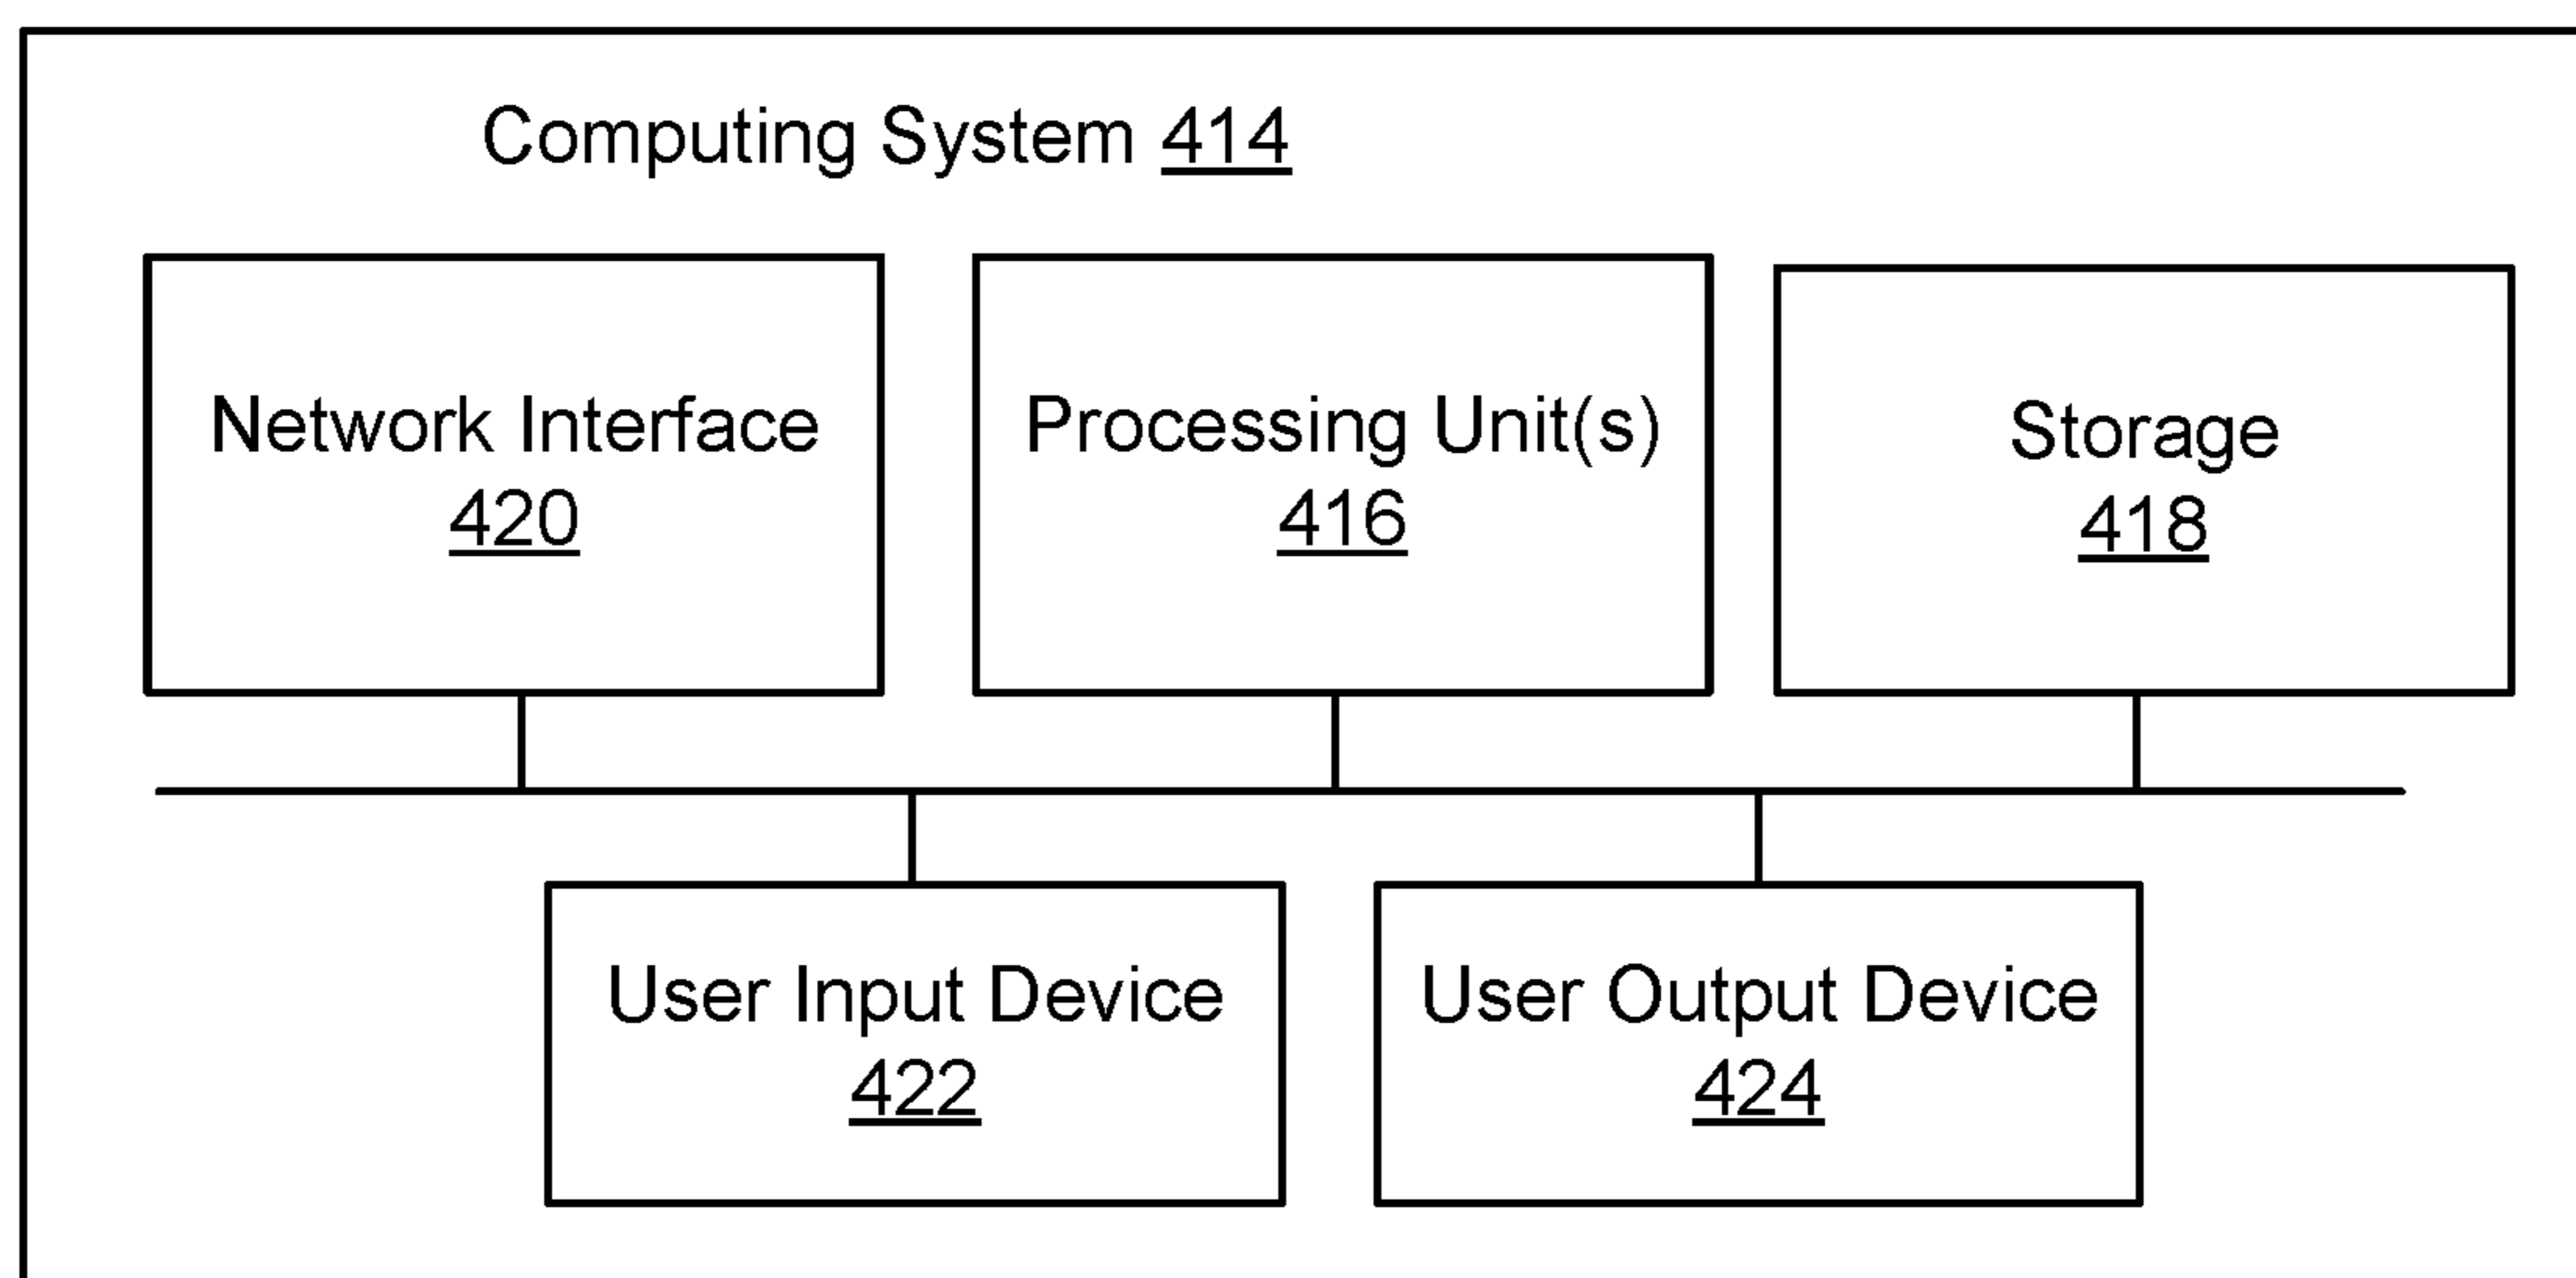 Computing System 414
Network Interface
420
Processing Unit(s)
416
Storage
418
User Input Device
422
User Output Device
424